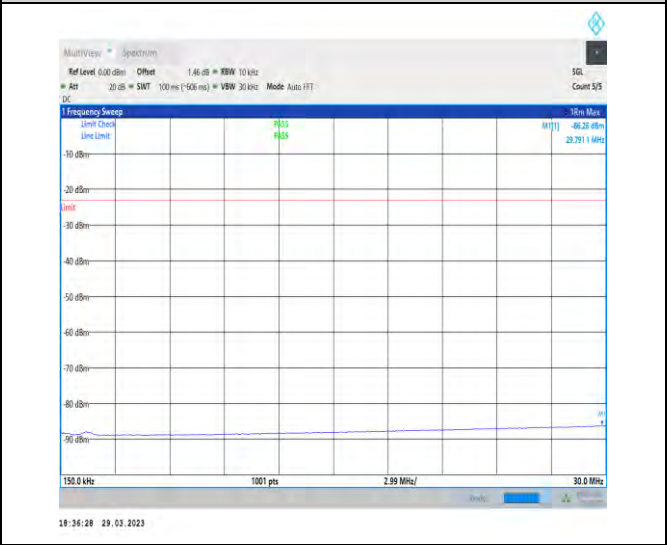 MultiView Spectrum
Ref Level 0.00 dBm Offset 1.46 dB RBW 10 kHz SGL
Att 20 dB SWT 100 ms (~606 ms) VBW 30 kHz Mode Auto FFT Count 5/5
DC
1 Frequency Sweep 1Rm Max
Limit Check PASS M1[1] -86.26 dBm
Line Limit PASS 29.7911 MHz
-10 dBm
-20 dBm
Limit
-30 dBm
-40 dBm
-50 dBm
-60 dBm
-70 dBm
-80 dBm
M1
-90 dBm
150.0 kHz 1001 pts 2.99 MHz/ 30.0 MHz
18:36:28 29.03.2023